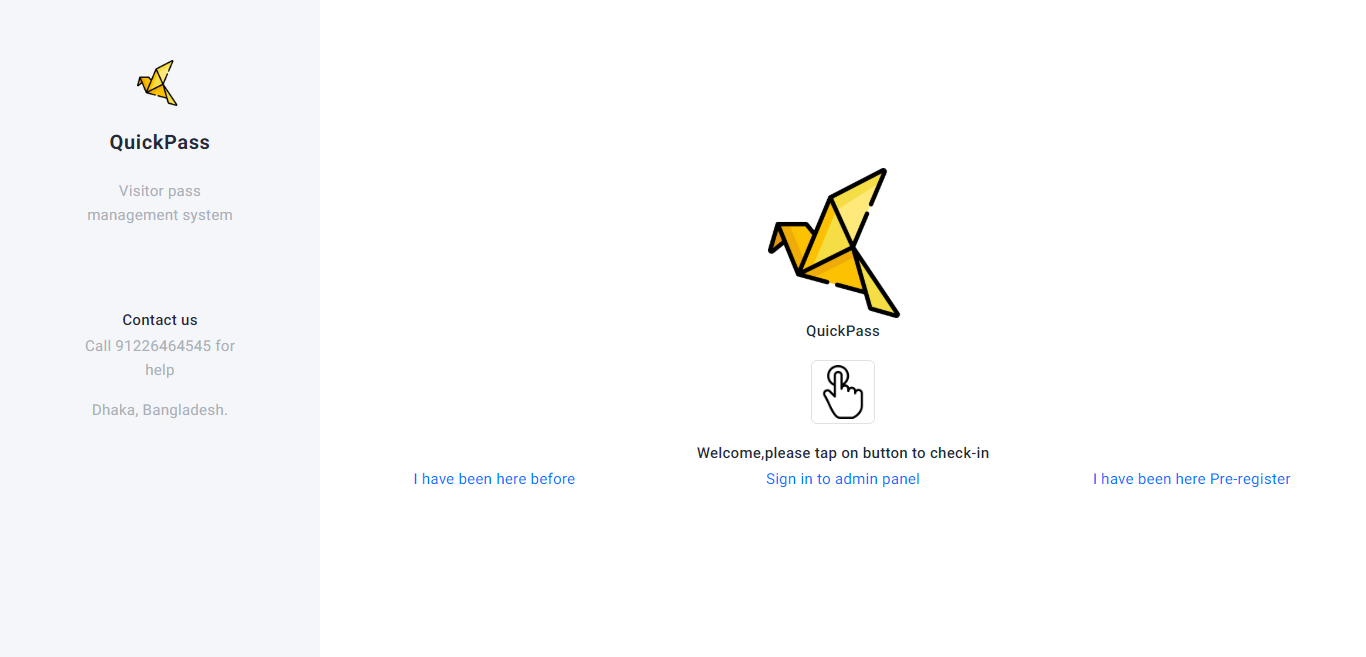 QuickPass
Visitor pass
management system
Contact us
Call 91226464545 for
help
Dhaka, Bangladesh.
QuickPass
Welcome,please tap on button to check-in
I have been here before
Sign in to admin panel
I have been here Pre-register